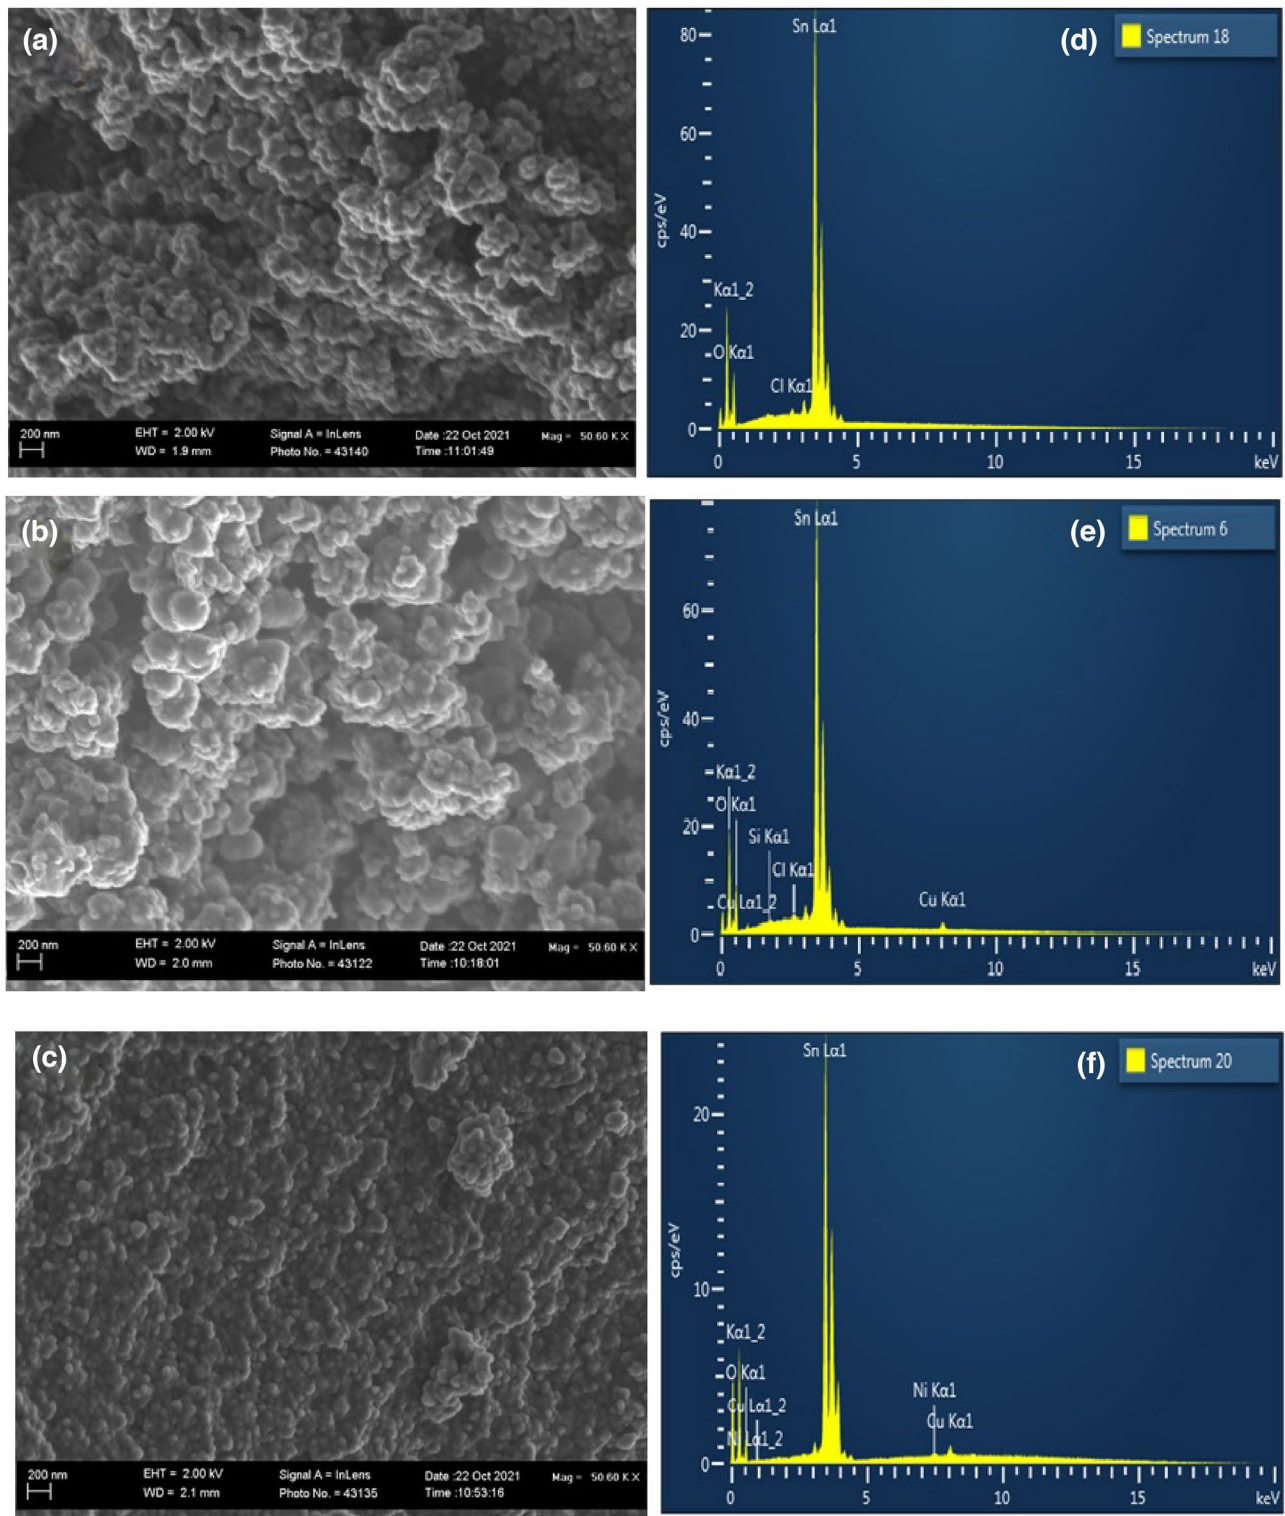 (a)
200 nm
EHT = 2.00 kV
WD = 1.9 mm
Signal A = InLens
Photo No. = 43140
Date :22 Oct 2021
Time :11:01:49
Mag = 50.60 K X
(d)
Spectrum 18
Sn Lα1
Kα1_2
O Kα1
Cl Kα1
cps/eV
80
60
40
20
0
0 5 10 15 keV
(b)
200 nm
EHT = 2.00 kV
WD = 2.0 mm
Signal A = InLens
Photo No. = 43122
Date :22 Oct 2021
Time :10:18:01
Mag = 50.60 K X
(e)
Spectrum 6
Sn Lα1
Kα1_2
O Kα1
Si Kα1
Cl Kα1
Cu Lα1_2
Cu Kα1
cps/eV
60
40
20
0
0 5 10 15 keV
(c)
200 nm
EHT = 2.00 kV
WD = 2.1 mm
Signal A = InLens
Photo No. = 43135
Date :22 Oct 2021
Time :10:53:16
Mag = 50.60 K X
(f)
Spectrum 20
Sn Lα1
Kα1_2
O Kα1
Cu Lα1_2
Ni Lα1_2
Ni Kα1
Cu Kα1
cps/eV
20
10
0
0 5 10 15 keV